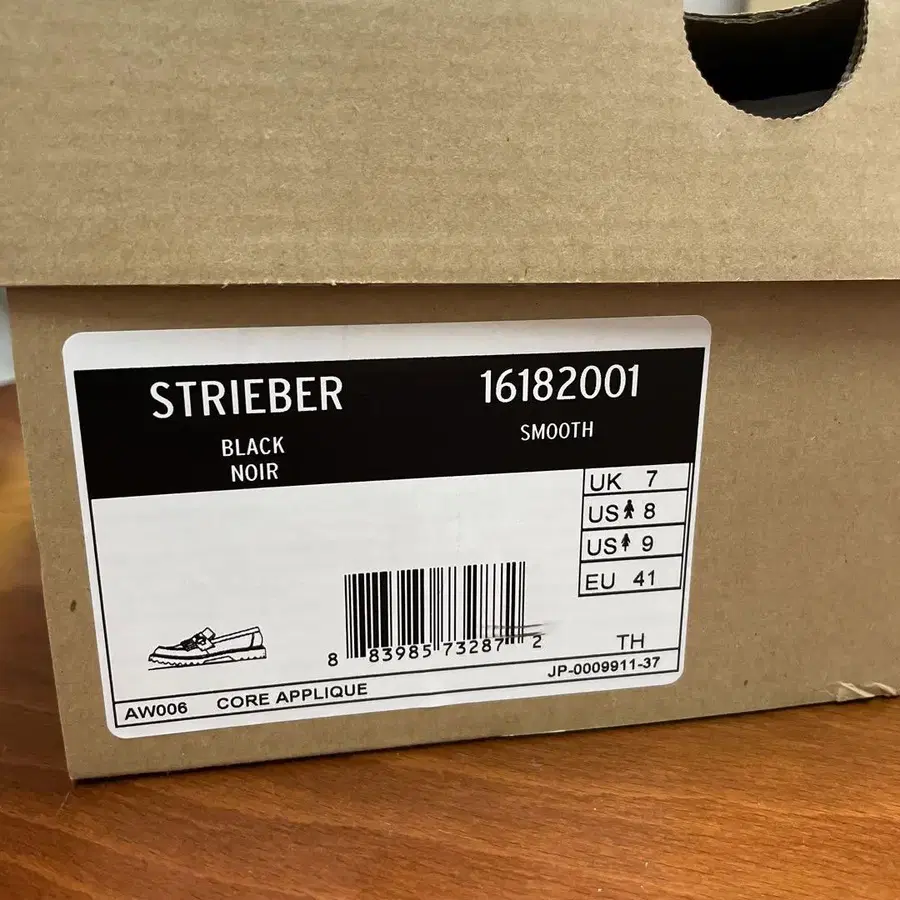 STRIEBER
16182001
BLACK
NOIR
SMOOTH
UK 7
US 8
US 9
EU 41
8 83985 73287 2
TH
JP-0009911-37
AW006 CORE APPLIQUE